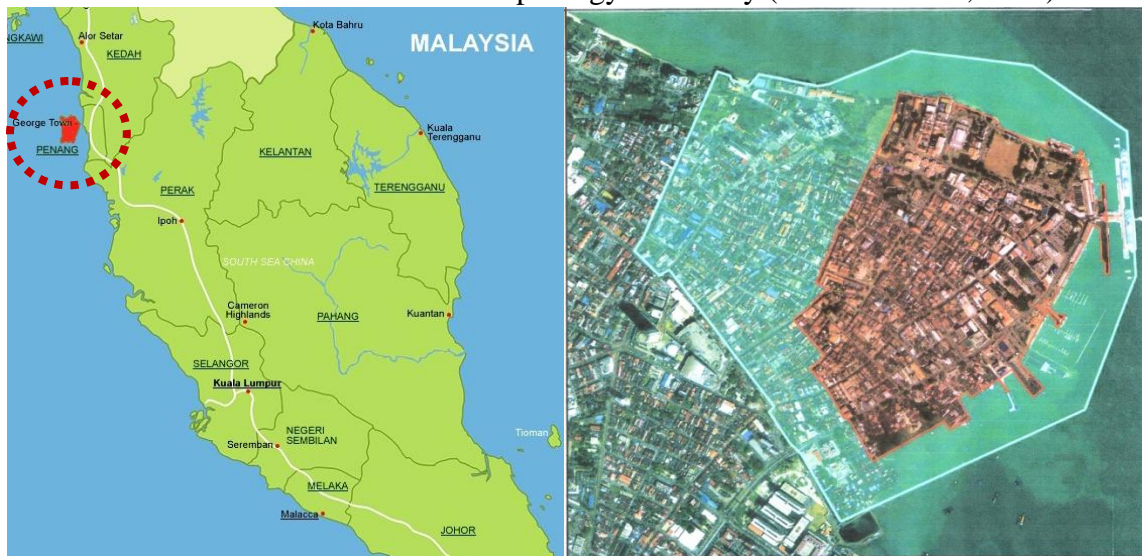 Kota Bahru
NGKAWI
Alor Setar
KEDAH
MALAYSIA
George Town
PENANG
Kuala
Terengganu
KELANTAN
PERAK
TERENGGANU
Ipoh
SOUTH SEA CHINA
Cameron
Highlands
PAHANG
Kuantan
SELANGOR
Kuala Lumpur
NEGERI
SEMBILAN
Seremban
Tioman
MELAKA
Malacca
JOHOR